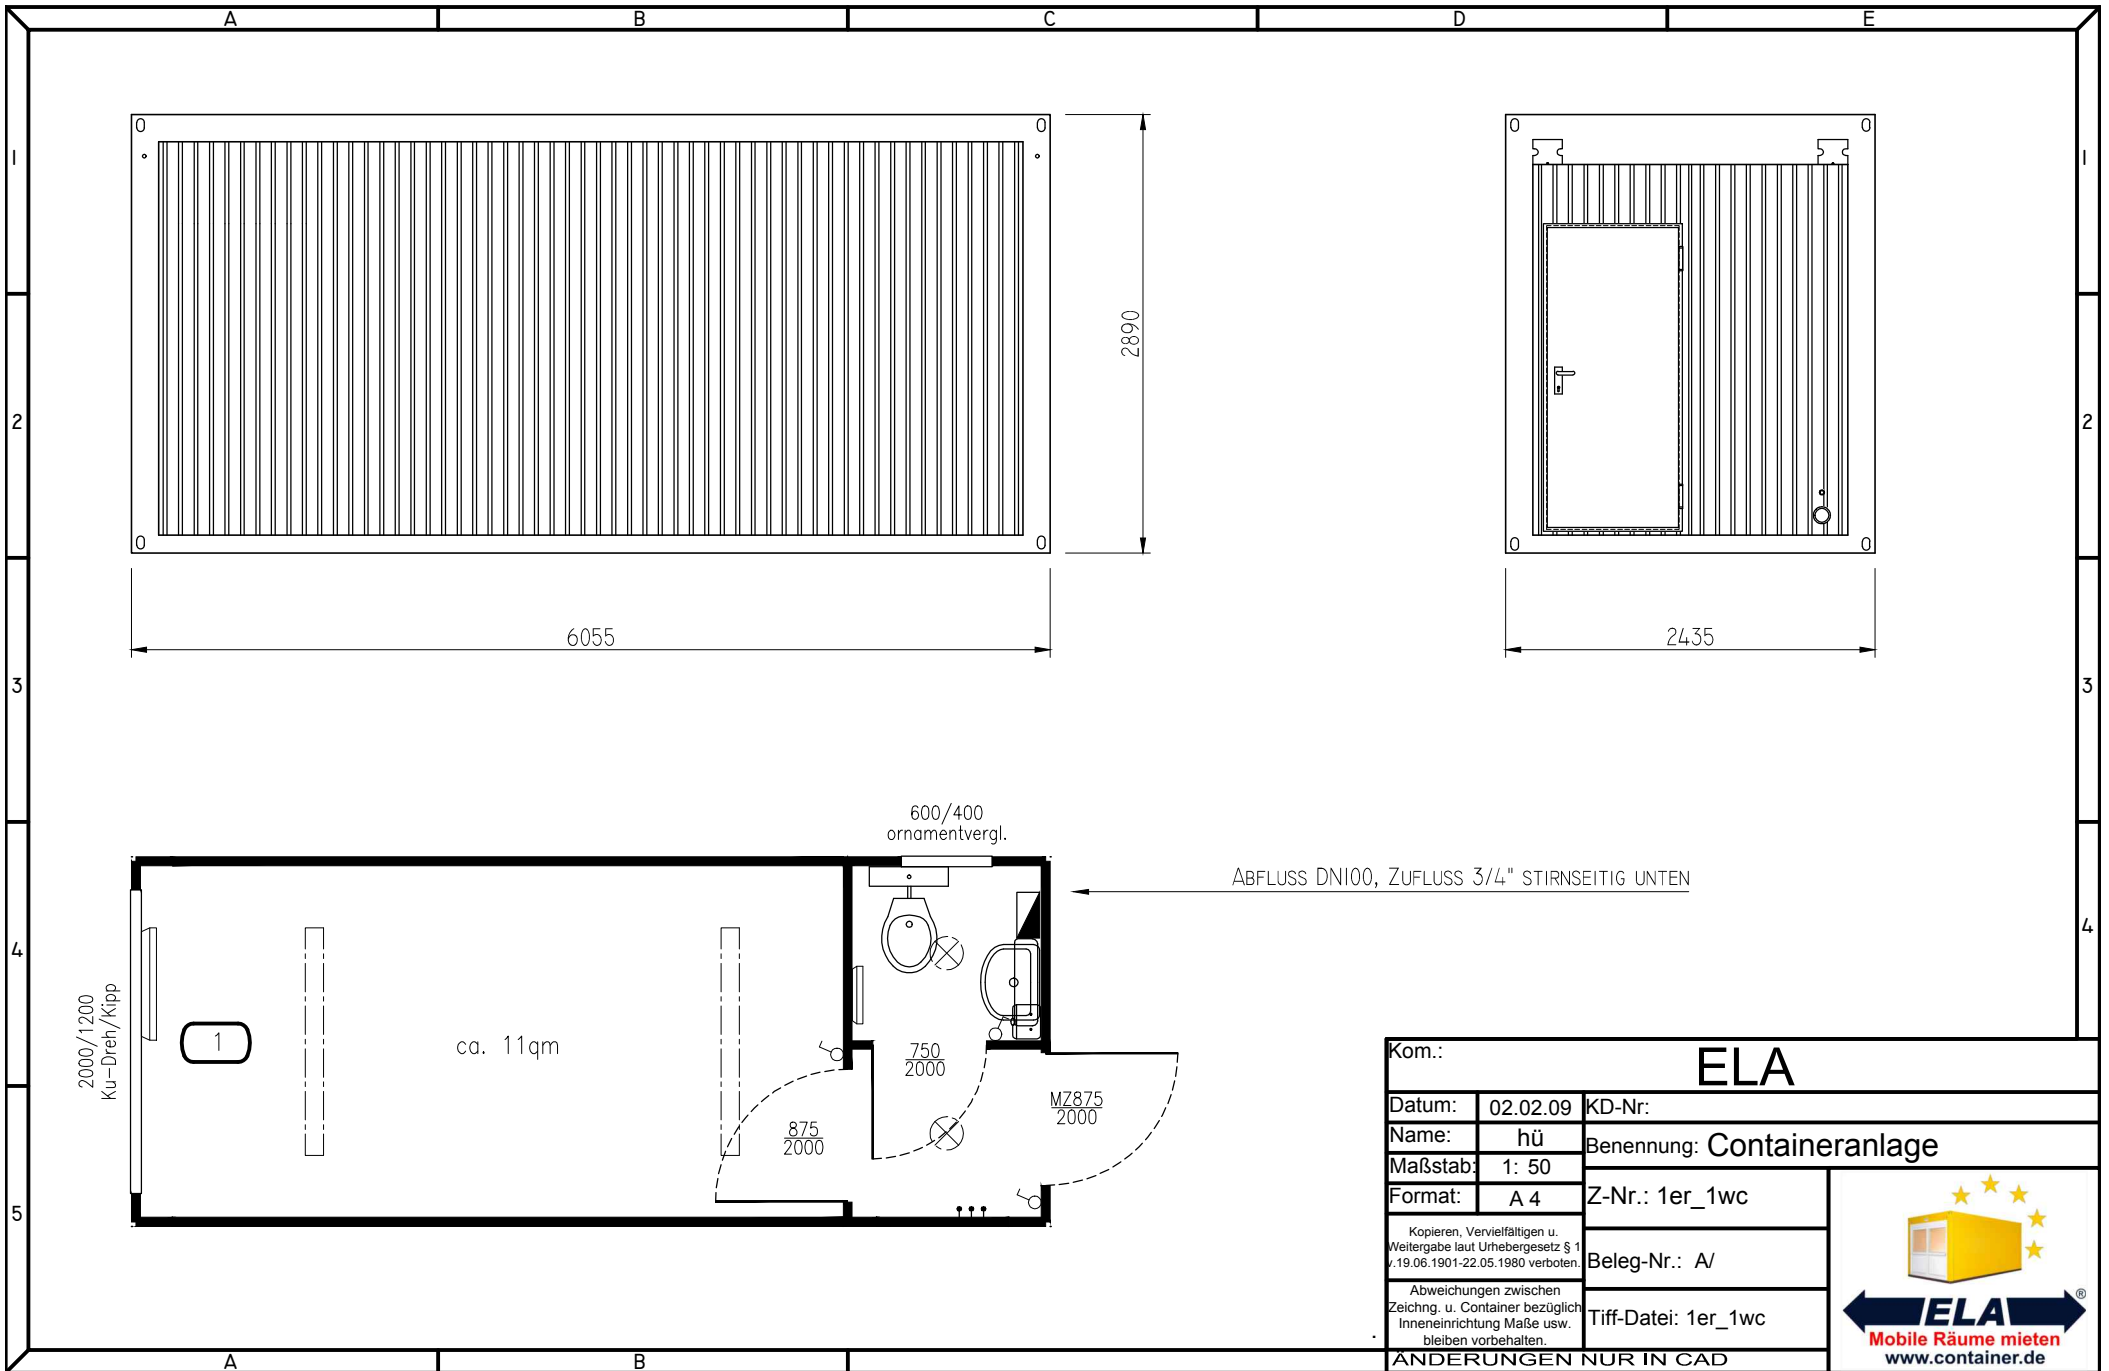 A B C D E
1 1
2890
2 2
6055
2435
3 3
600/400
ornamentvergl.
ABFLUSS DN100, ZUFLUSS 3/4" STIRNSEITIG UNTEN
4 4
2000/1200
Ku-Dreh/Kipp
1
ca. 11qm
750
2000
875
2000
MZ875
2000
5
Kom.: ELA
Datum: 02.02.09 KD-Nr:
Name: hü Benennung: Containeranlage
Maßstab: 1: 50
Format: A 4 Z-Nr.: 1er_1wc
Kopieren, Vervielfältigen u.
Weitergabe laut Urhebergesetz § 1
v.19.06.1901-22.05.1980 verboten.
Beleg-Nr.: A/
Abweichungen zwischen
Zeichng. u. Container bezüglich
Inneneinrichtung Maße usw.
bleiben vorbehalten.
Tiff-Datei: 1er_1wc
ELA ®
Mobile Räume mieten
www.container.de
ÄNDERUNGEN NUR IN CAD
A B